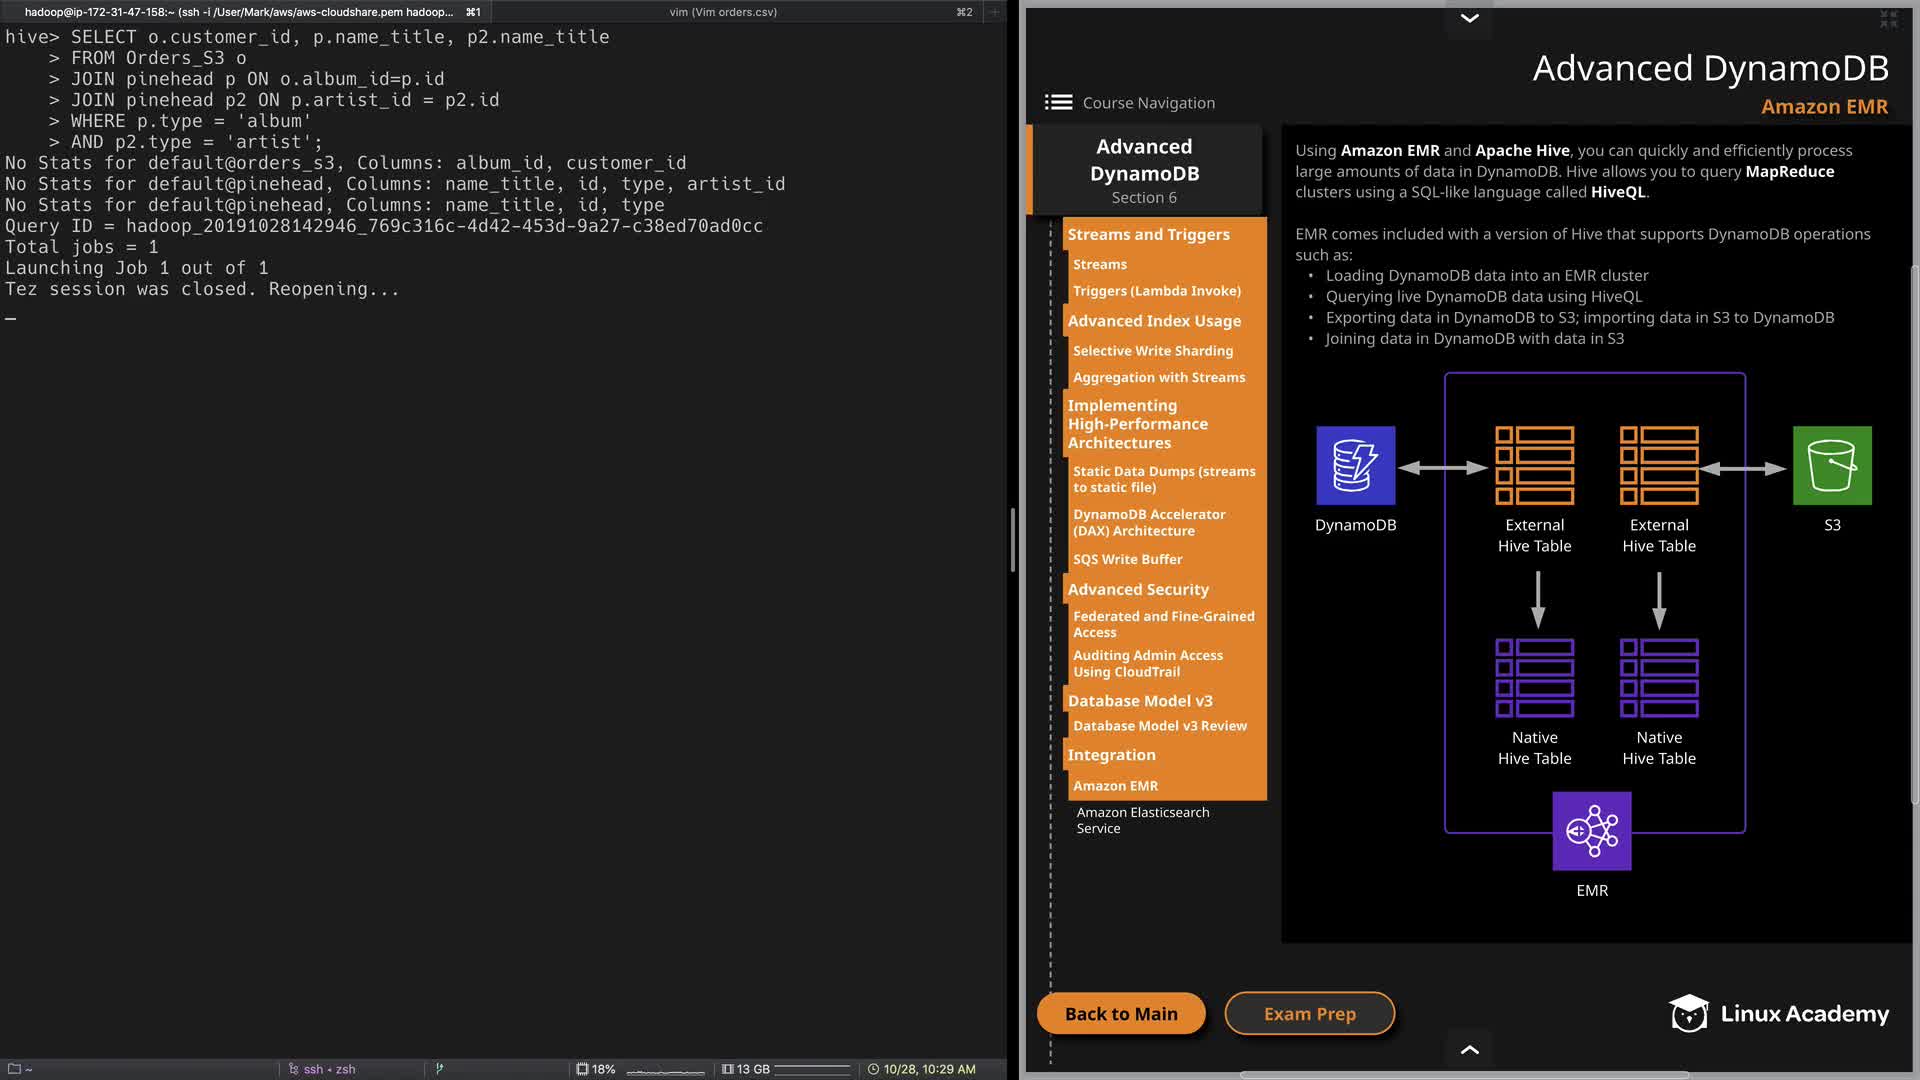 hadoop@ip-172-31-47-158:~ (ssh -i /User/Mark/aws/aws-cloudshare.pem hadoop... ⌘1
vim (Vim orders.csv) ⌘2 +
hive> SELECT o.customer_id, p.name_title, p2.name_title
> FROM Orders_S3 o
> JOIN pinehead p ON o.album_id=p.id
> JOIN pinehead p2 ON p.artist_id = p2.id
> WHERE p.type = 'album'
> AND p2.type = 'artist';
No Stats for default@orders_s3, Columns: album_id, customer_id
No Stats for default@pinehead, Columns: name_title, id, type, artist_id
No Stats for default@pinehead, Columns: name_title, id, type
Query ID = hadoop_20191028142946_769c316c-4d42-453d-9a27-c38ed70ad0cc
Total jobs = 1
Launching Job 1 out of 1
Tez session was closed. Reopening...
~
ssh • zsh
18%
13 GB
10/28, 10:29 AM
Advanced DynamoDB
Amazon EMR
Course Navigation
Advanced
DynamoDB
Section 6
Streams and Triggers
Streams
Triggers (Lambda Invoke)
Advanced Index Usage
Selective Write Sharding
Aggregation with Streams
Implementing
High-Performance
Architectures
Static Data Dumps (streams
to static file)
DynamoDB Accelerator
(DAX) Architecture
SQS Write Buffer
Advanced Security
Federated and Fine-Grained
Access
Auditing Admin Access
Using CloudTrail
Database Model v3
Database Model v3 Review
Integration
Amazon EMR
Amazon Elasticsearch
Service
Using Amazon EMR and Apache Hive, you can quickly and efficiently process
large amounts of data in DynamoDB. Hive allows you to query MapReduce
clusters using a SQL-like language called HiveQL.
EMR comes included with a version of Hive that supports DynamoDB operations
such as:
• Loading DynamoDB data into an EMR cluster
• Querying live DynamoDB data using HiveQL
• Exporting data in DynamoDB to S3; importing data in S3 to DynamoDB
• Joining data in DynamoDB with data in S3
DynamoDB
External
Hive Table
External
Hive Table
S3
Native
Hive Table
Native
Hive Table
EMR
Back to Main
Exam Prep
Linux Academy